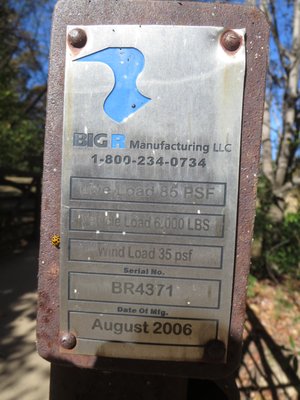 BIG R Manufacturing LLC
1-800-234-0734
Live Load 85 PSF
Vehicle Load 6,000 LBS
Wind Load 35 psf
Serial No.
BR4371
Date Of Mfg.
August 2006